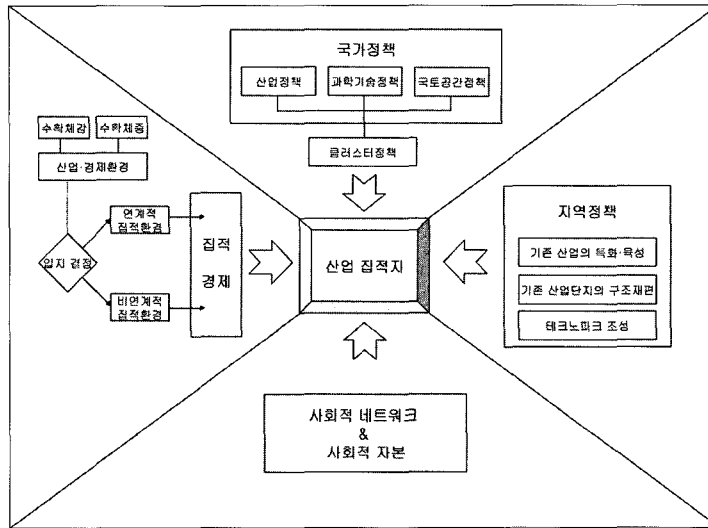 국가정책
산업정책
과학기술정책
국토공간정책
클러스터정책
수확체감
수확체증
산업·경제환경
입지 결정
연계적
집적환경
비연계적
집적환경
집적
경제
산업 집적지
지역정책
기존 산업의 특화·육성
기존 산업단지의 구조재편
테크노파크 조성
사회적 네트워크
&
사회적 자본